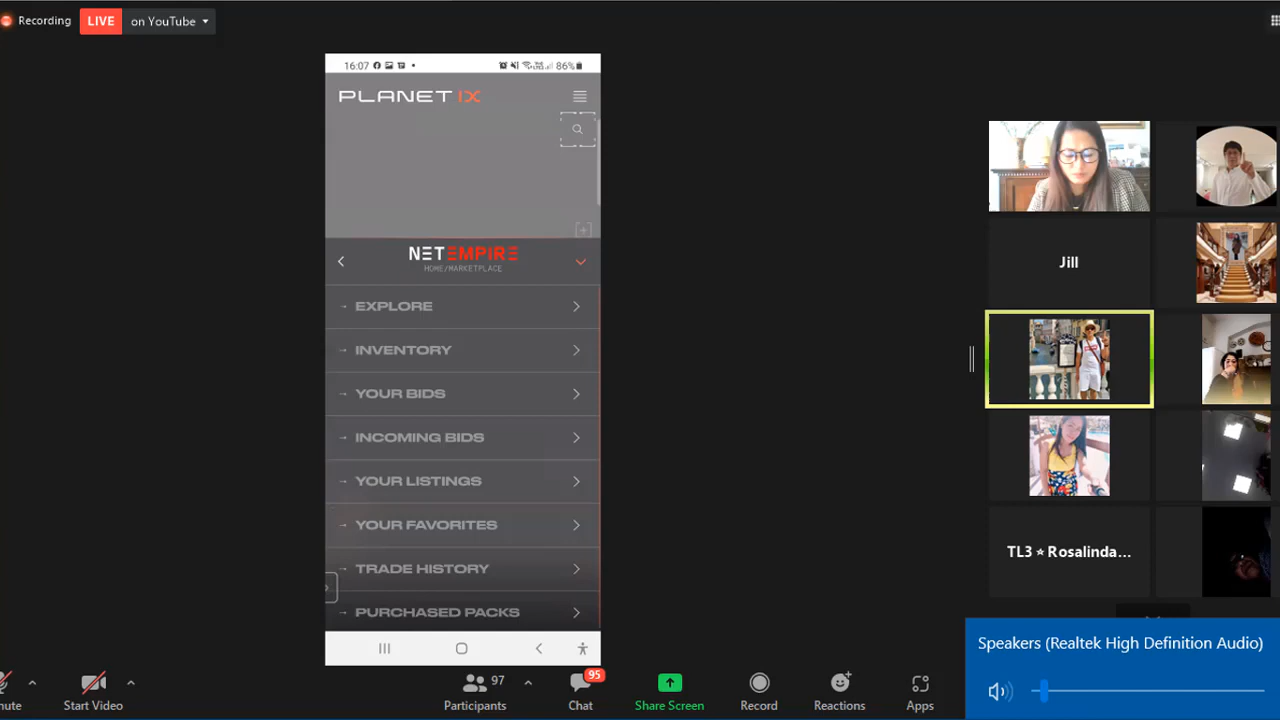 Recording LIVE on YouTube
16:07 86%
PLANET IX
NETEMPIRE
HOME/MARKETPLACE
EXPLORE
INVENTORY
YOUR BIDS
INCOMING BIDS
YOUR LISTINGS
YOUR FAVORITES
TRADE HISTORY
PURCHASED PACKS
Jill
TL3 ⭐ Rosalinda...
Speakers (Realtek High Definition Audio)
97
95
Start Video
Participants
Chat
Share Screen
Record
Reactions
Apps